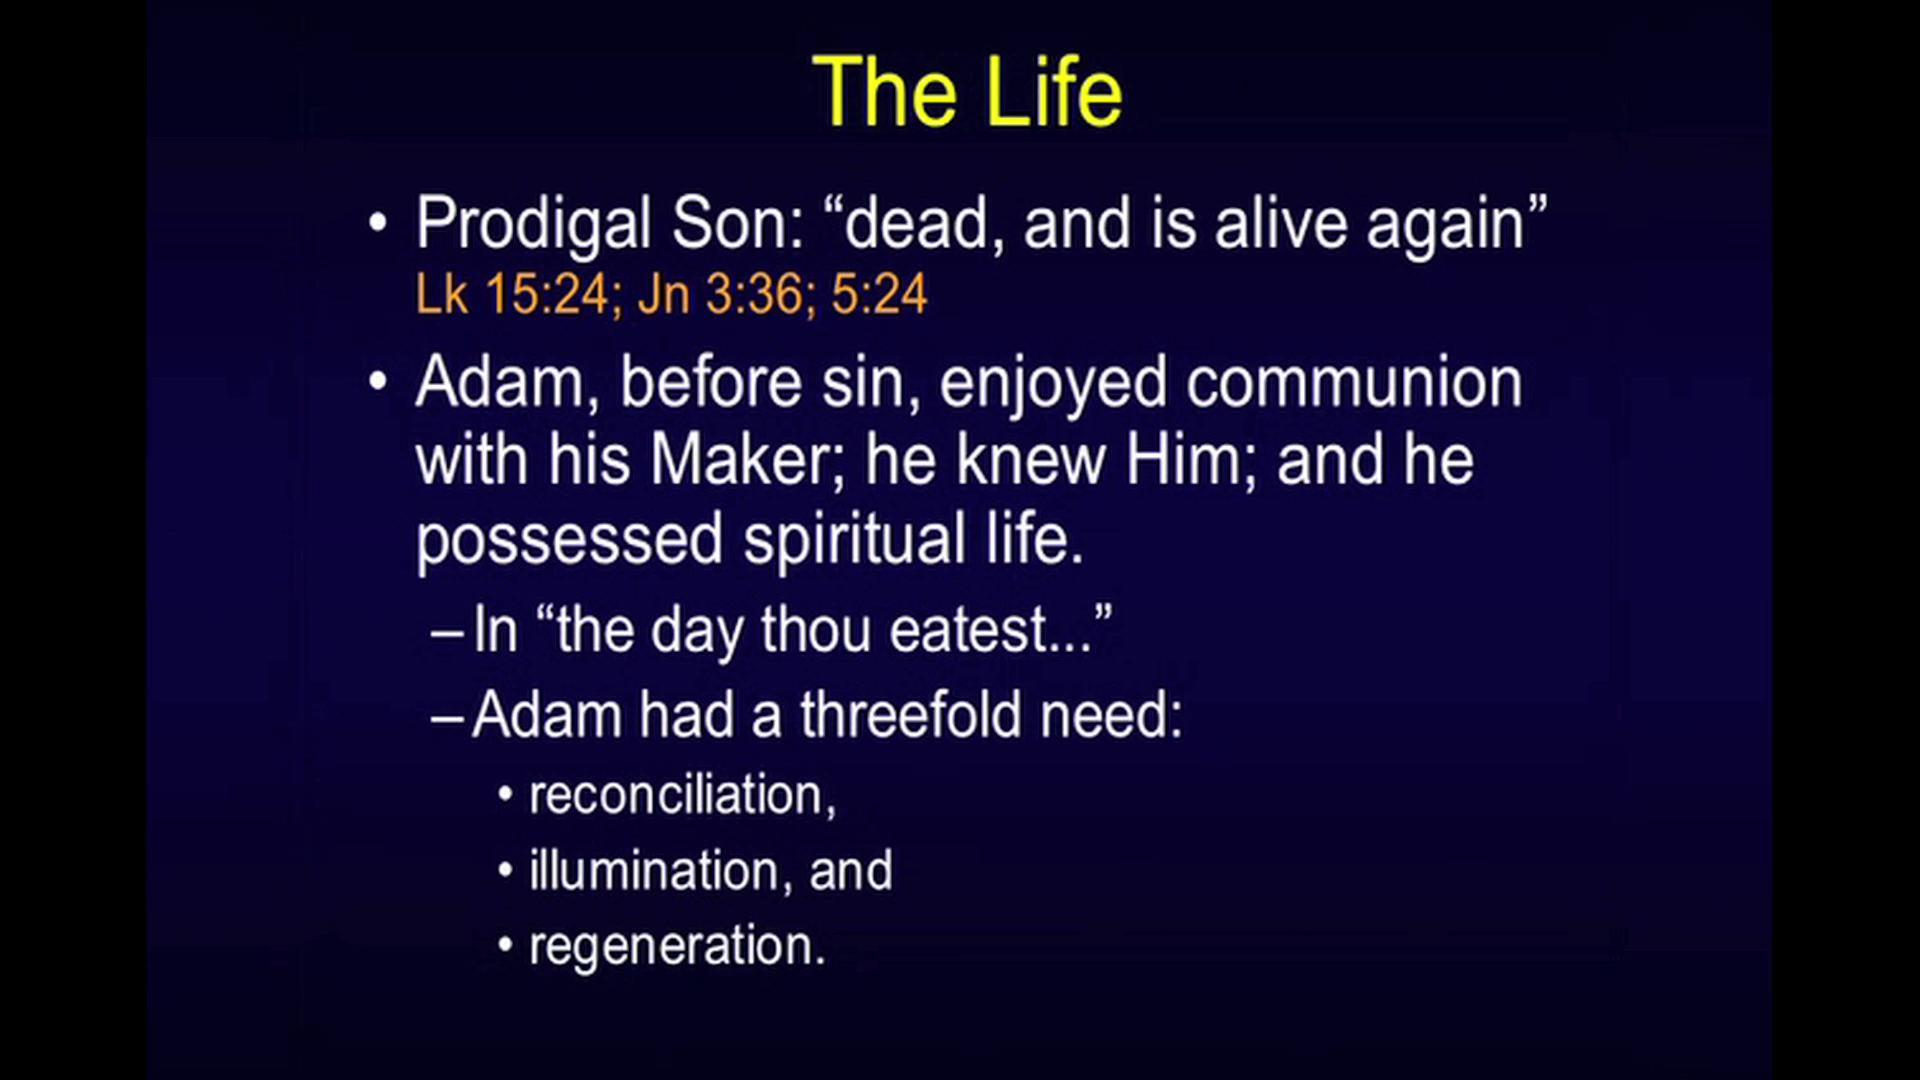 The Life
• Prodigal Son: “dead, and is alive again”
Lk 15:24; Jn 3:36; 5:24
• Adam, before sin, enjoyed communion
with his Maker; he knew Him; and he
possessed spiritual life.
– In “the day thou eatest...”
– Adam had a threefold need:
• reconciliation,
• illumination, and
• regeneration.